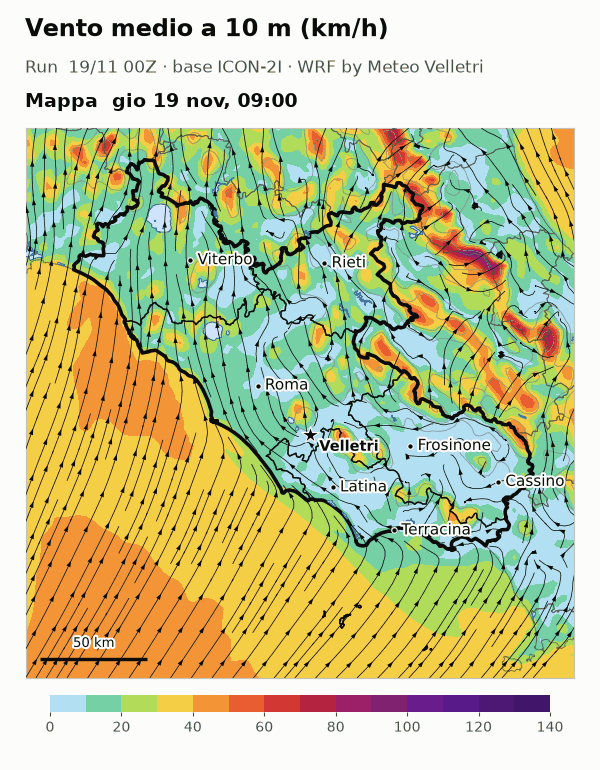 Vento medio a 10 m (km/h)
Run 19/11 00Z · base ICON-2I · WRF by Meteo Velletri
Mappa gio 19 nov, 09:00
Viterbo
Rieti
Roma
Velletri
Frosinone
Latina
Cassino
Terracina
50 km
0 20 40 60 80 100 120 140